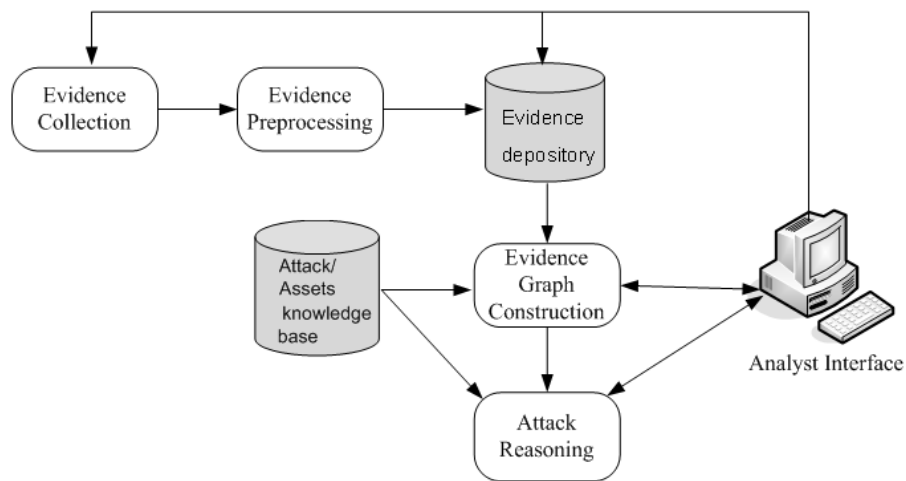 Evidence
Collection
Evidence
Preprocessing
Evidence
depository
Attack/
Assets
knowledge
base
Evidence
Graph
Construction
Analyst Interface
Attack
Reasoning